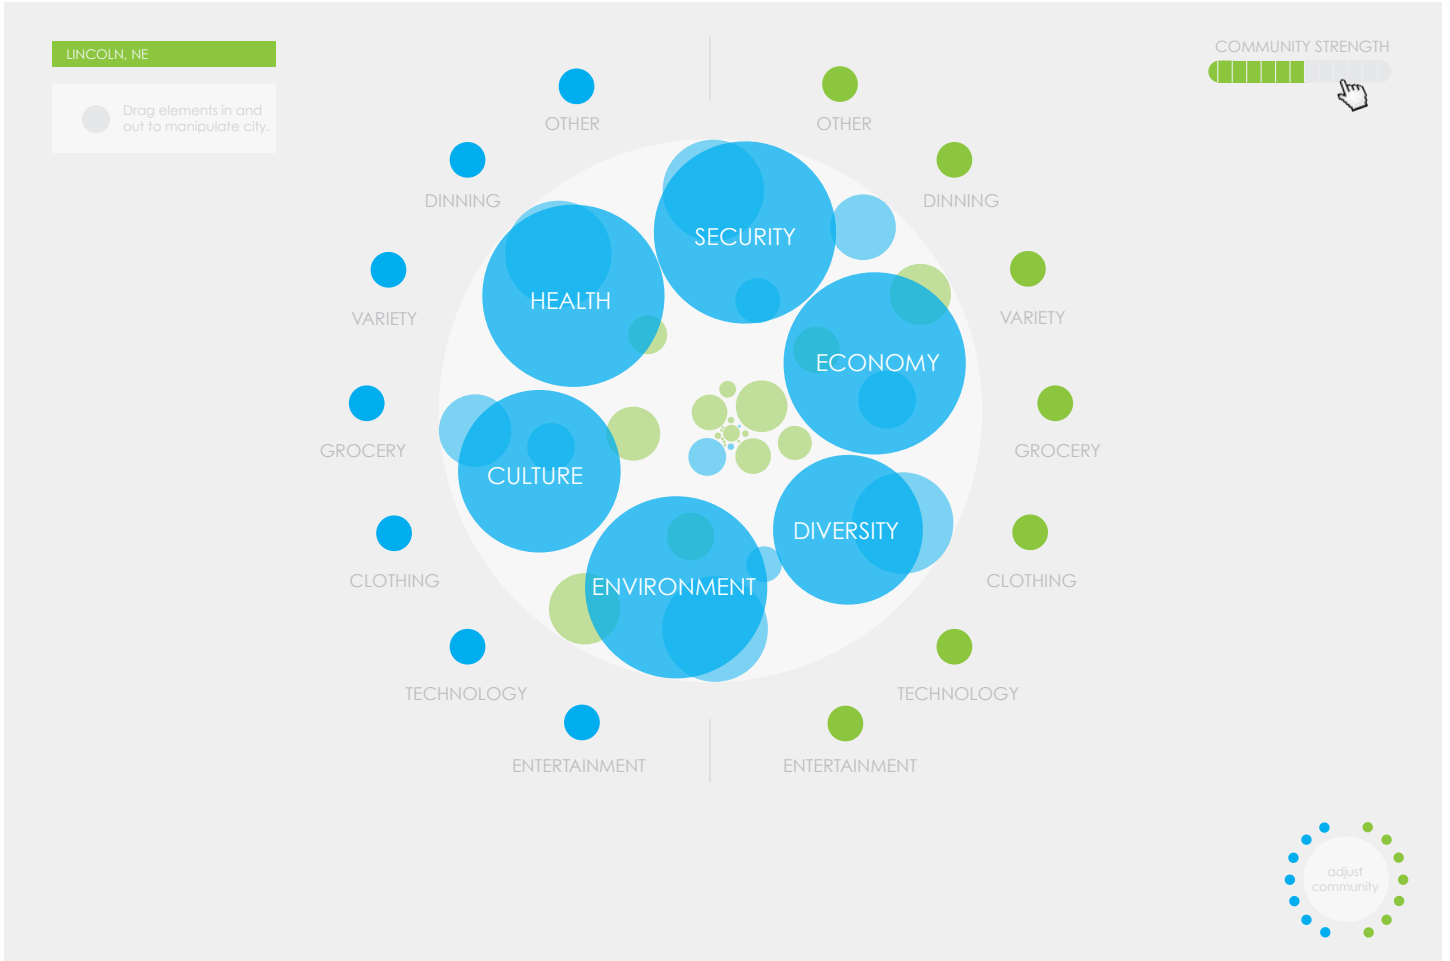 LINCOLN, NE
COMMUNITY STRENGTH
Drag elements in and
out to manipulate city.
OTHER
OTHER
DINNING
DINNING
SECURITY
HEALTH
VARIETY
VARIETY
ECONOMY
GROCERY
GROCERY
CULTURE
DIVERSITY
CLOTHING
CLOTHING
ENVIRONMENT
TECHNOLOGY
TECHNOLOGY
ENTERTAINMENT
ENTERTAINMENT
adjust
community